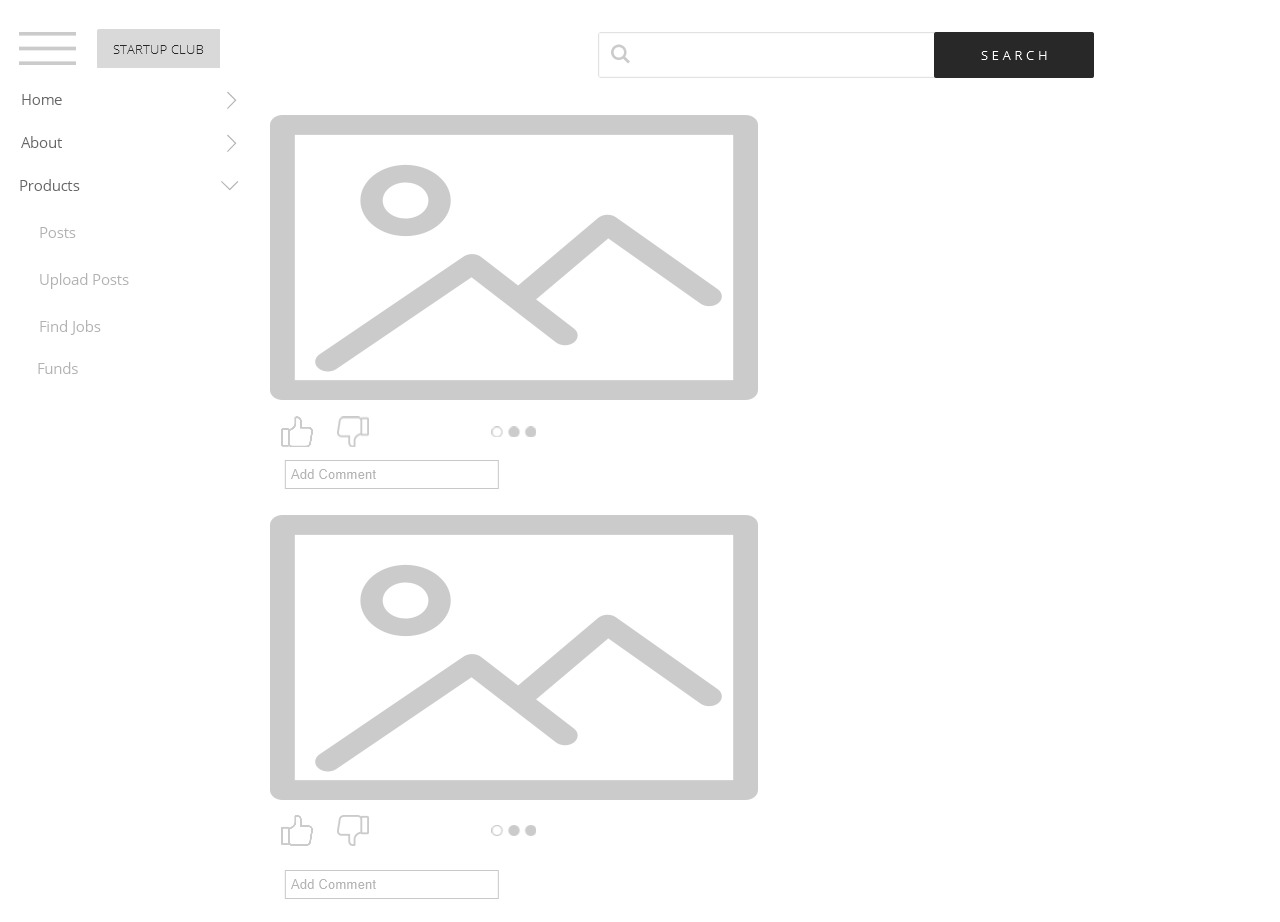 STARTUP CLUB
SEARCH
Home
About
Products
Posts
Upload Posts
Find Jobs
Funds
Add Comment
Add Comment